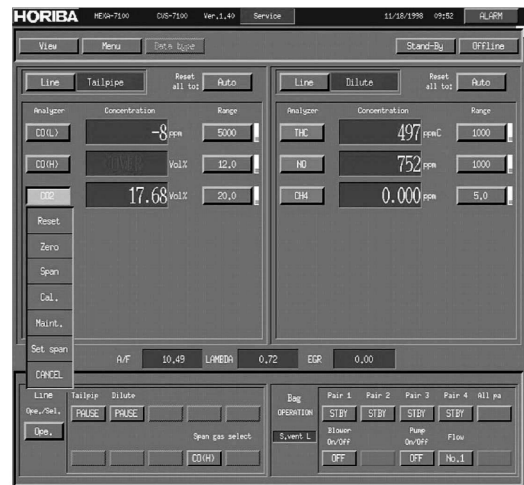 HORIBA MEXA-7100 CVS-7100 Ver.1.40 Service 11/18/1998 09:52 ALARM
View Menu Data type Stand-By Offline
Line Tailpipe Reset all to: Auto
Analyzer Concentration Range
CO(L) -8 ppm 5000
CO(H) Vol% 12.0
CO2 17.68 Vol% 20.0
Reset
Zero
Span
Cal.
Maint.
Set span
CANCEL
Line Dilute Reset all to: Auto
Analyzer Concentration Range
THC 497 ppmC 1000
NO 752 ppm 1000
CH4 0.000 ppm 5.0
A/F 10.49 LAMBDA 0.72 EGR 0.00
Line Tailpip Dilute
Ope./Sel. PAUSE PAUSE
Ope. Span gas select
CO(H)
Bag Pair 1 Pair 2 Pair 3 Pair 4 All pa
OPERATION STBY STBY STBY STBY
S.vent L Blower On/Off Pump On/Off Flow
OFF OFF No.1